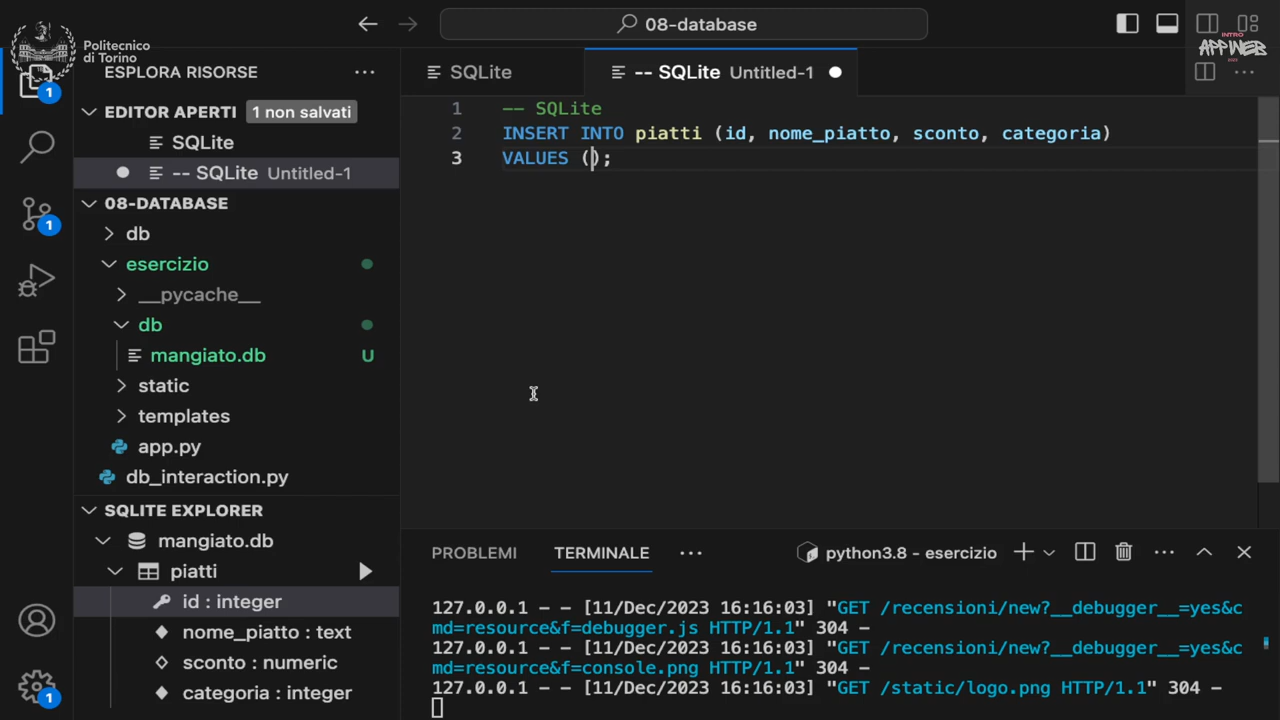 08-database
Politecnico
di Torino
INTRO
APPWEB
ESPLORA RISORSE
SQLite
-- SQLite Untitled-1
EDITOR APERTI 1 non salvati
SQLite
-- SQLite Untitled-1
08-DATABASE
db
esercizio
__pycache__
db
mangiato.db U
static
templates
app.py
db_interaction.py
SQLITE EXPLORER
mangiato.db
piatti
id : integer
nome_piatto : text
sconto : numeric
categoria : integer
1
1
1
1 -- SQLite
2 INSERT INTO piatti (id, nome_piatto, sconto, categoria)
3 VALUES ();
PROBLEMI TERMINALE python3.8 - esercizio
127.0.0.1 - - [11/Dec/2023 16:16:03] "GET /recensioni/new?__debugger__=yes&c
md=resource&f=debugger.js HTTP/1.1" 304 -
127.0.0.1 - - [11/Dec/2023 16:16:03] "GET /recensioni/new?__debugger__=yes&c
md=resource&f=console.png HTTP/1.1" 304 -
127.0.0.1 - - [11/Dec/2023 16:16:03] "GET /static/logo.png HTTP/1.1" 304 -